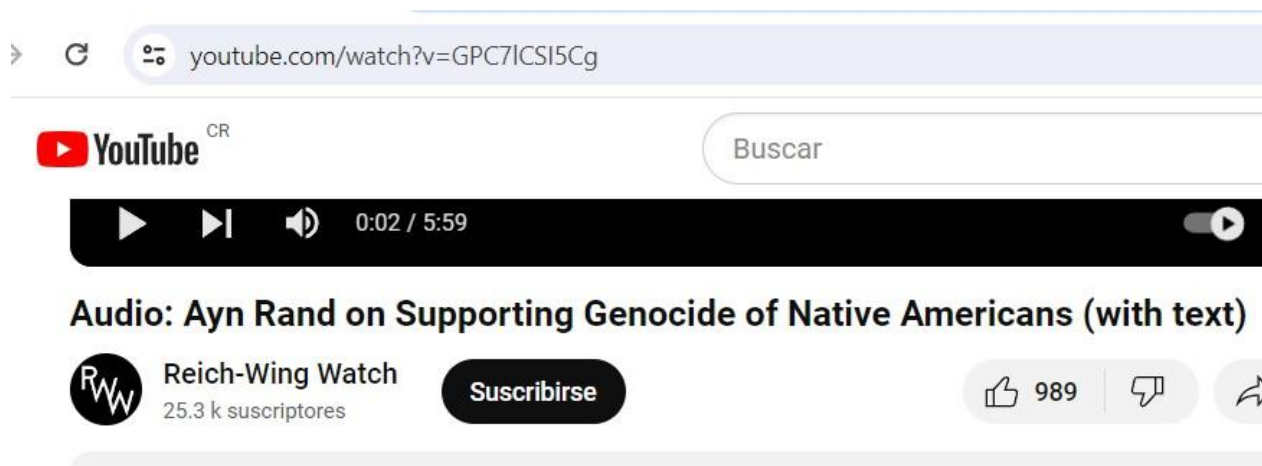 youtube.com/watch?v=GPC7lCSI5Cg
YouTube CR
Buscar
0:02 / 5:59
Audio: Ayn Rand on Supporting Genocide of Native Americans (with text)
RWW
Reich-Wing Watch
25.3 k suscriptores
Suscribirse
989